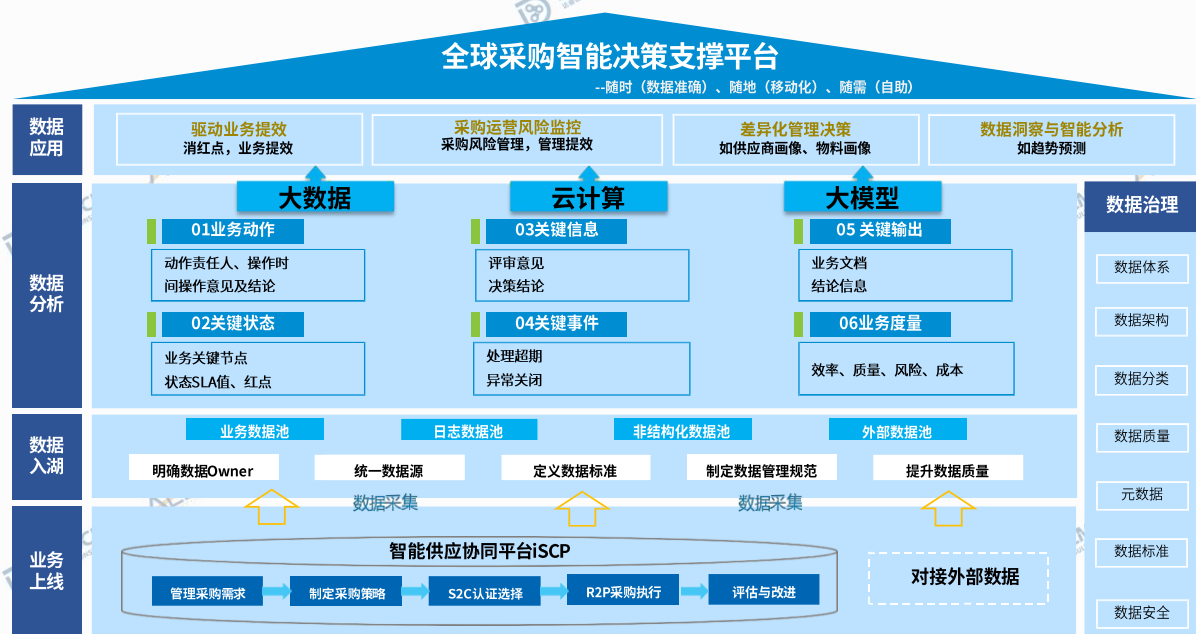 全球采购智能决策支撑平台
--随时（数据准确）、随地（移动化）、随需（自助）
数据
应用
驱动业务提效
消红点，业务提效
采购运营风险监控
采购风险管理，管理提效
差异化管理决策
如供应商画像、物料画像
数据洞察与智能分析
如趋势预测
数据
分析
大数据
云计算
大模型
01业务动作
动作责任人、操作时
间操作意见及结论
03关键信息
评审意见
决策结论
05 关键输出
业务文档
结论信息
02关键状态
业务关键节点
状态SLA值、红点
04关键事件
处理超期
异常关闭
06业务度量
效率、质量、风险、成本
数据
入湖
业务数据池
日志数据池
非结构化数据池
外部数据池
明确数据Owner
统一数据源
定义数据标准
制定数据管理规范
提升数据质量
数据采集
数据采集
业务
上线
智能供应协同平台iSCP
管理采购需求
制定采购策略
S2C认证选择
R2P采购执行
评估与改进
对接外部数据
数据治理
数据体系
数据架构
数据分类
数据质量
元数据
数据标准
数据安全